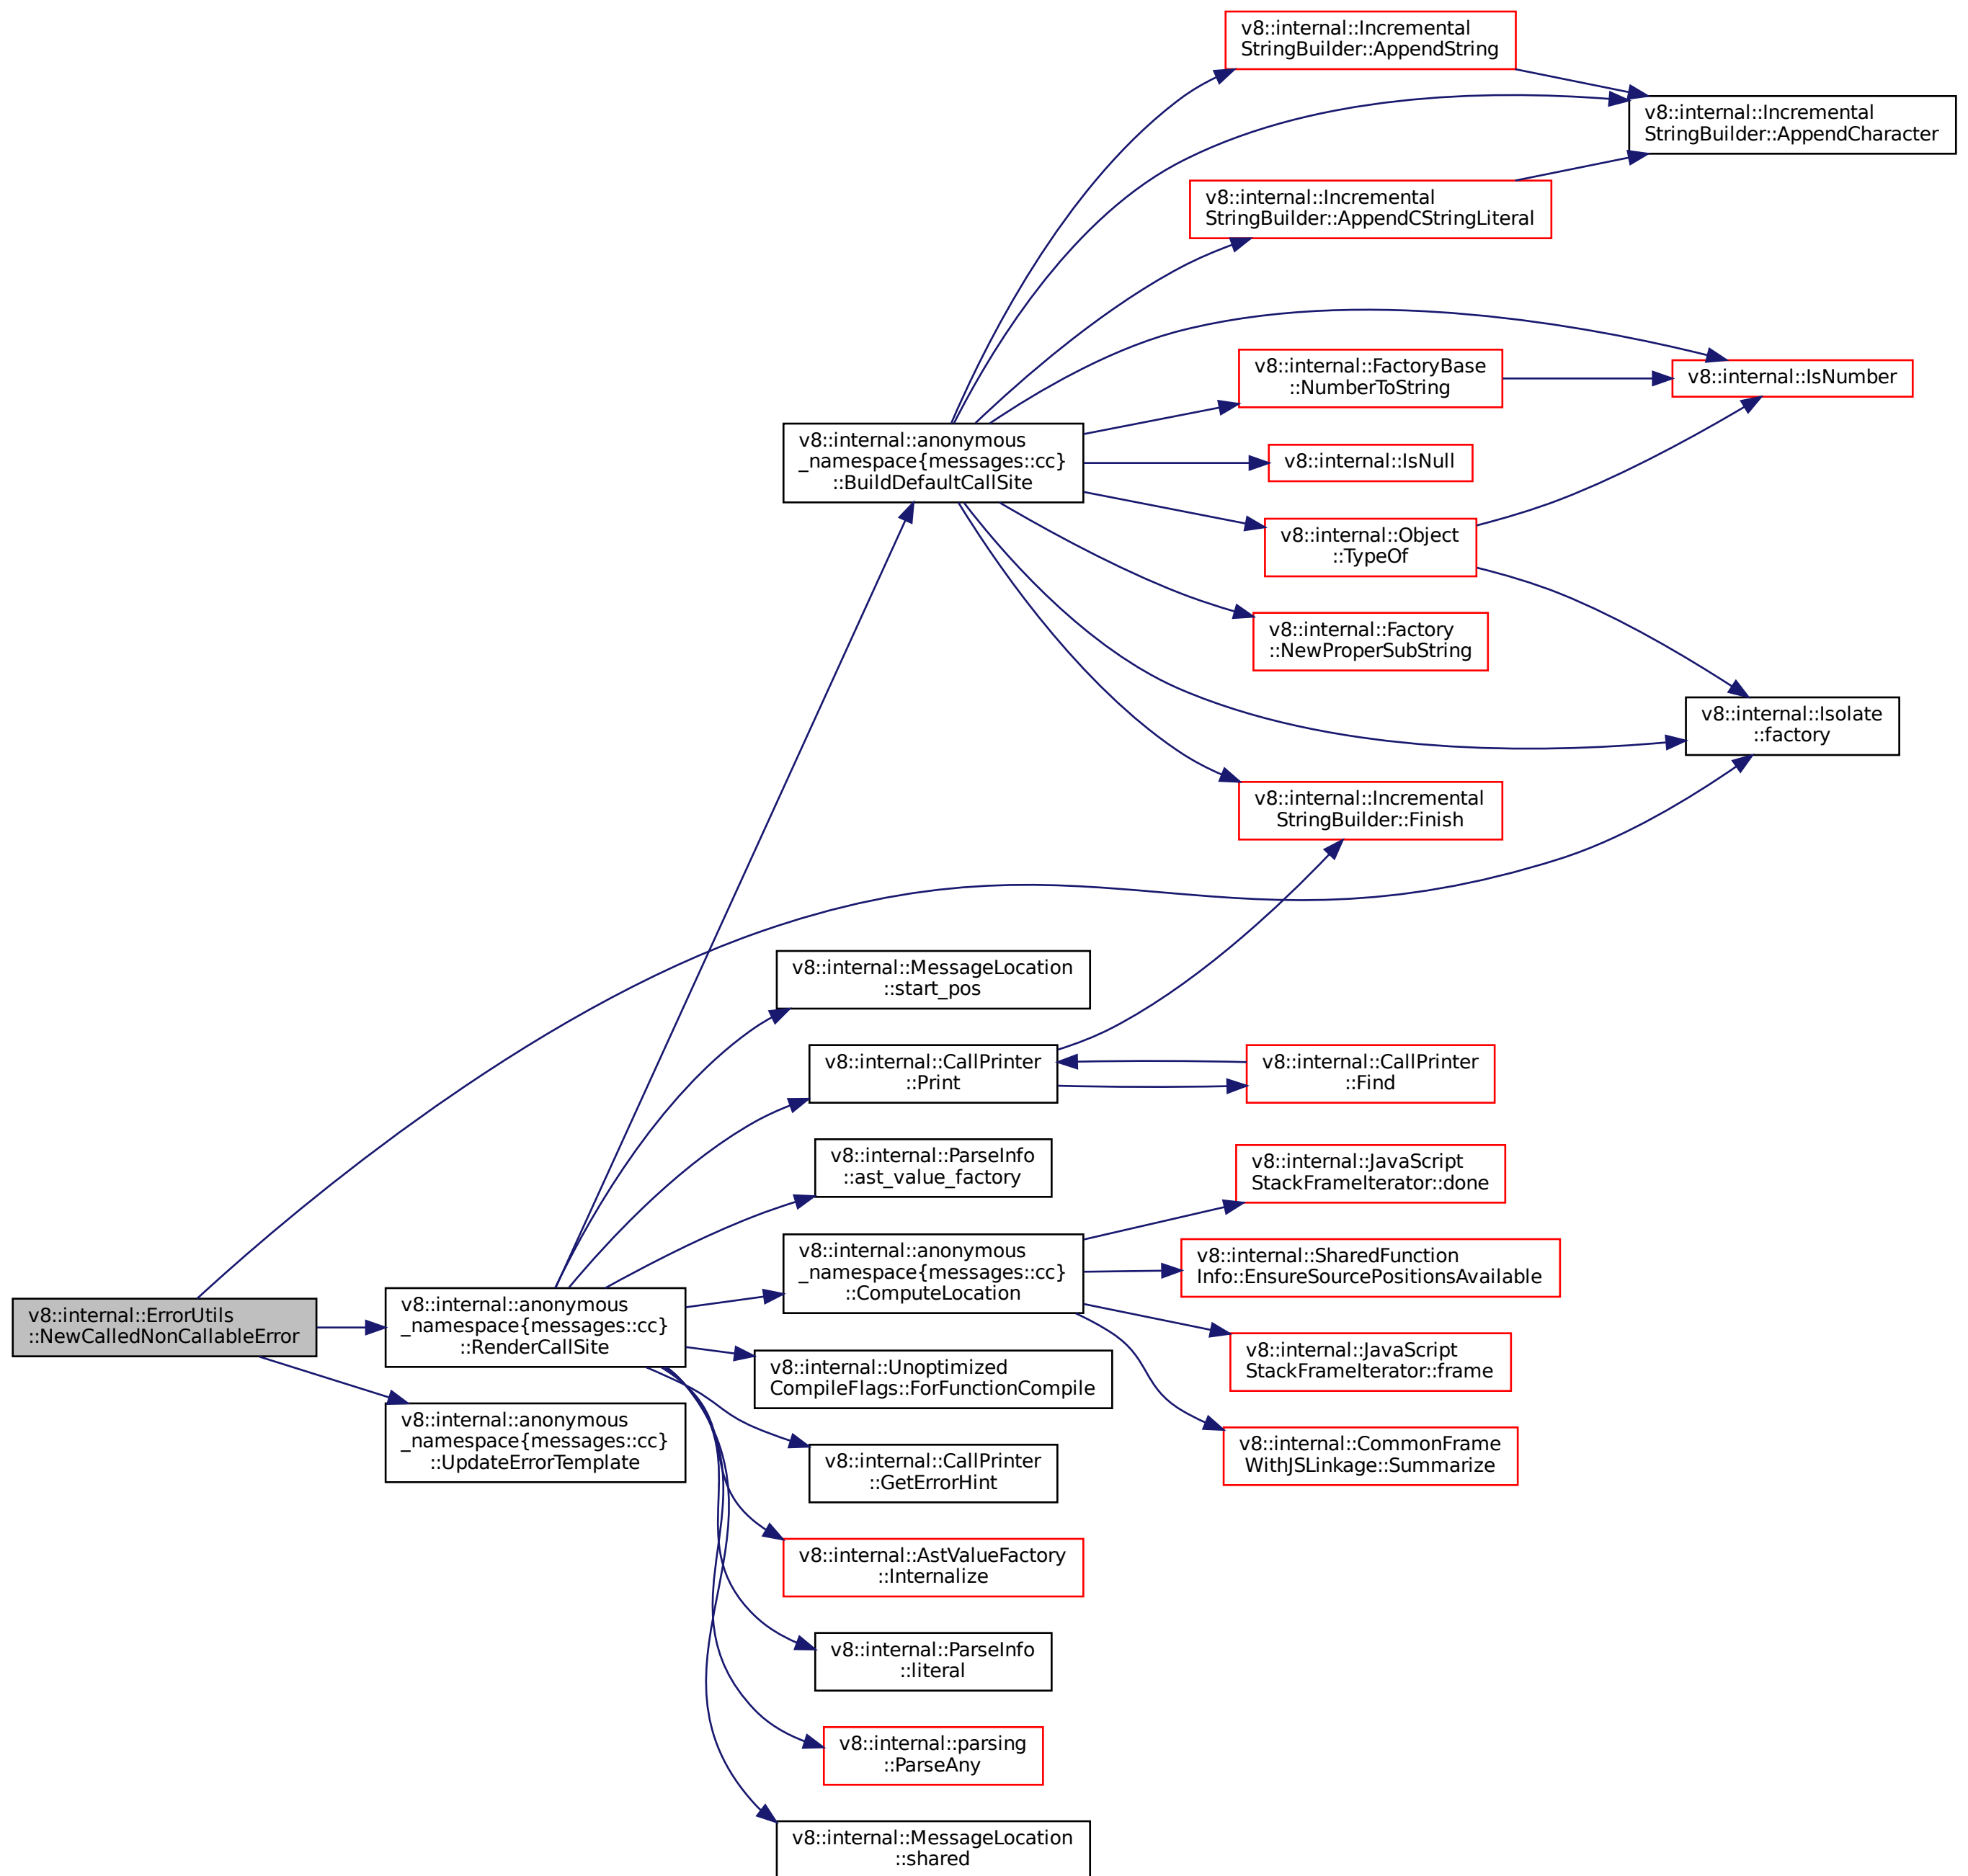 v8::internal::Incremental
StringBuilder::AppendString
v8::internal::Incremental
StringBuilder::AppendCharacter
v8::internal::Incremental
StringBuilder::AppendCStringLiteral
v8::internal::FactoryBase
::NumberToString
v8::internal::IsNumber
v8::internal::anonymous
_namespace{messages::cc}
::BuildDefaultCallSite
v8::internal::IsNull
v8::internal::Object
::TypeOf
v8::internal::Factory
::NewProperSubString
v8::internal::Isolate
::factory
v8::internal::Incremental
StringBuilder::Finish
v8::internal::MessageLocation
::start_pos
v8::internal::CallPrinter
::Print
v8::internal::CallPrinter
::Find
v8::internal::ParseInfo
::ast_value_factory
v8::internal::JavaScript
StackFrameIterator::done
v8::internal::anonymous
_namespace{messages::cc}
::ComputeLocation
v8::internal::SharedFunction
Info::EnsureSourcePositionsAvailable
v8::internal::ErrorUtils
::NewCalledNonCallableError
v8::internal::anonymous
_namespace{messages::cc}
::RenderCallSite
v8::internal::JavaScript
StackFrameIterator::frame
v8::internal::Unoptimized
CompileFlags::ForFunctionCompile
v8::internal::anonymous
_namespace{messages::cc}
::UpdateErrorTemplate
v8::internal::CommonFrame
WithJSLinkage::Summarize
v8::internal::CallPrinter
::GetErrorHint
v8::internal::AstValueFactory
::Internalize
v8::internal::ParseInfo
::literal
v8::internal::parsing
::ParseAny
v8::internal::MessageLocation
::shared